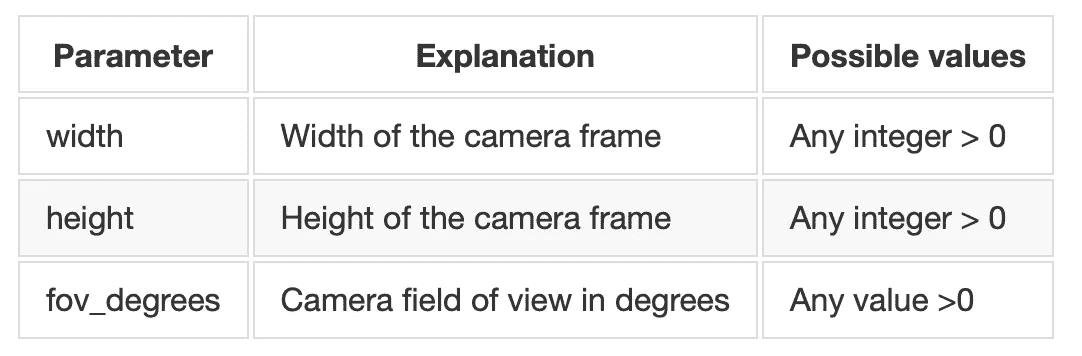 Parameter Explanation Possible values
width Width of the camera frame Any integer > 0
height Height of the camera frame Any integer > 0
fov_degrees Camera field of view in degrees Any value >0